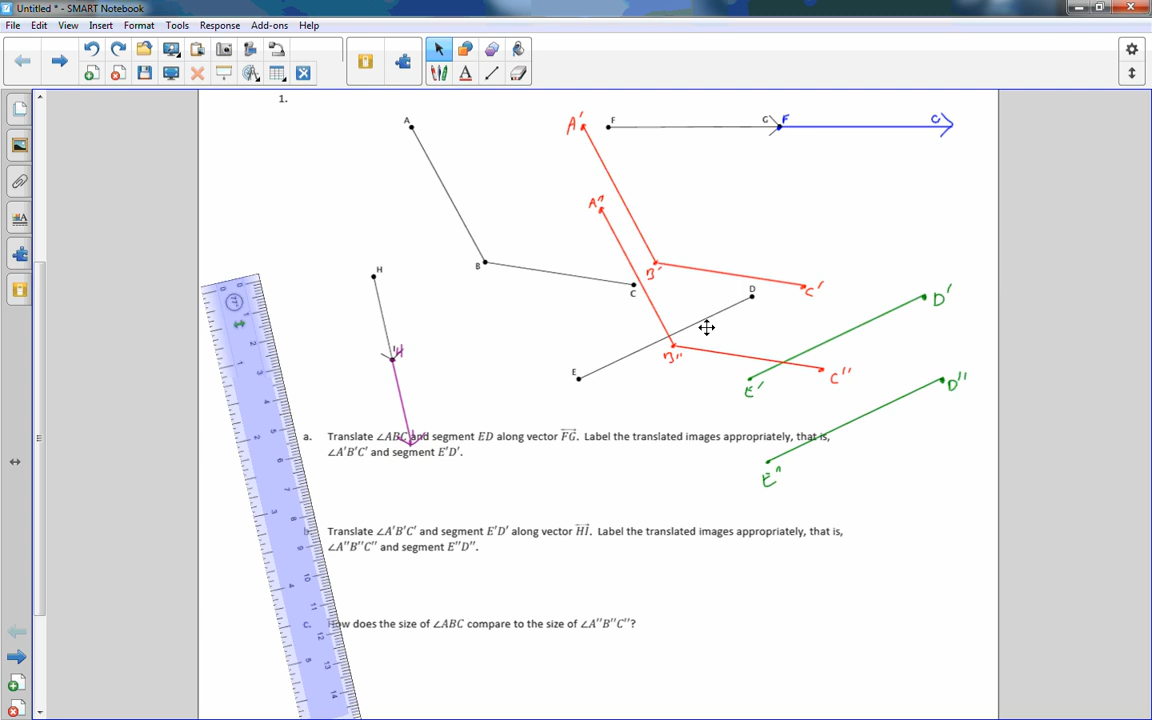 Untitled * - SMART Notebook
File Edit View Insert Format Tools Response Add-ons Help
1.
A
A'
F
G
F
G
A"
B
B'
C
C'
H
D
D'
H
E
B"
C"
E'
D"
E"
a. Translate ∠ABC and segment ED along vector FG. Label the translated images appropriately, that is,
∠A'B'C' and segment E'D'.
b. Translate ∠A'B'C' and segment E'D' along vector HI. Label the translated images appropriately, that is,
∠A''B''C'' and segment E''D''.
c. How does the size of ∠ABC compare to the size of ∠A''B''C''?